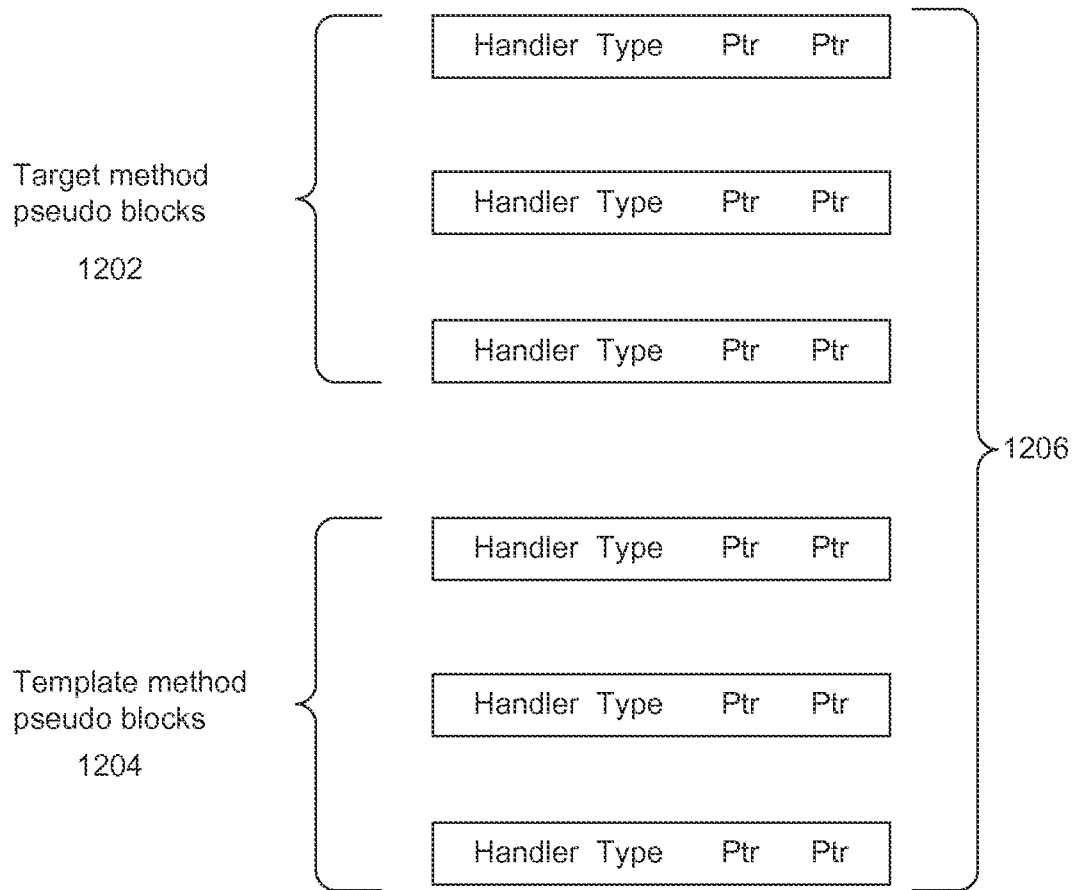 Handler Type Ptr Ptr
Target method
pseudo blocks
1202
Handler Type Ptr Ptr
Handler Type Ptr Ptr
1206
Handler Type Ptr Ptr
Template method
pseudo blocks
1204
Handler Type Ptr Ptr
Handler Type Ptr Ptr